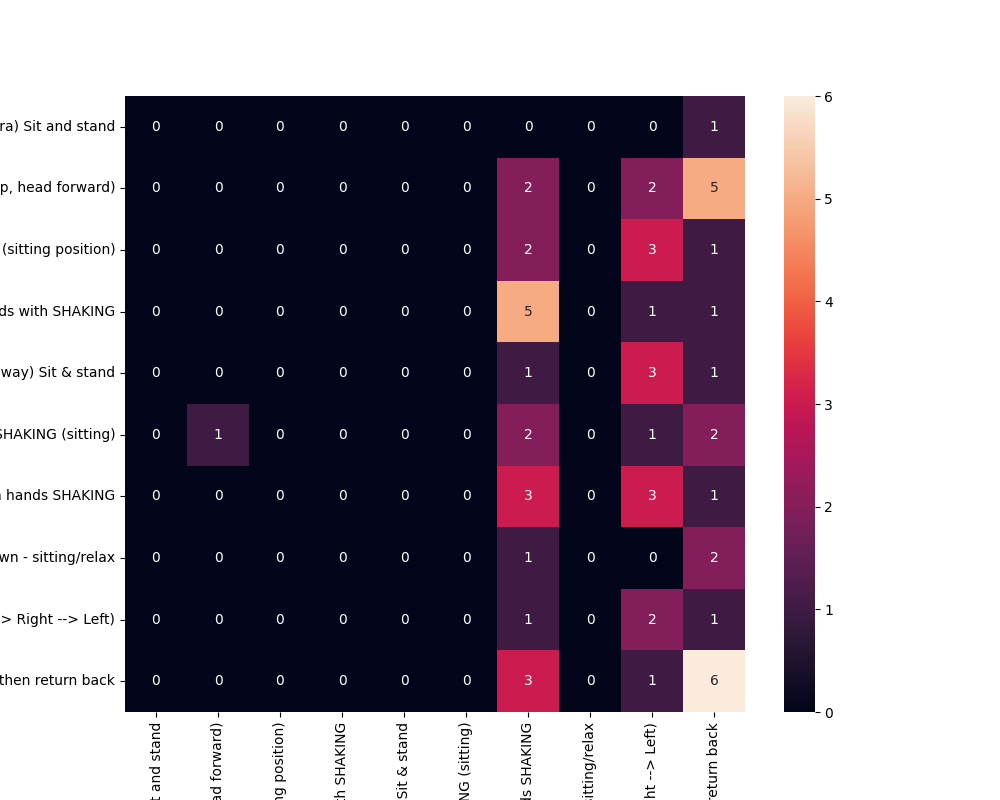 6
ra) Sit and stand 0 0 0 0 0 0 0 0 0 1
p, head forward) 0 0 0 0 0 0 2 0 2 5
5
(sitting position) 0 0 0 0 0 0 2 0 3 1
4
ds with SHAKING 0 0 0 0 0 0 5 0 1 1
way) Sit & stand 0 0 0 0 0 0 1 0 3 1
3
SHAKING (sitting) 0 1 0 0 0 0 2 0 1 2
hands SHAKING 0 0 0 0 0 0 3 0 3 1
2
wn - sitting/relax 0 0 0 0 0 0 1 0 0 2
1
> Right --> Left) 0 0 0 0 0 0 1 0 2 1
then return back 0 0 0 0 0 0 3 0 1 6
0
t and stand
ad forward)
ng position)
th SHAKING
Sit & stand
NG (sitting)
ds SHAKING
sitting/relax
ht --> Left)
return back